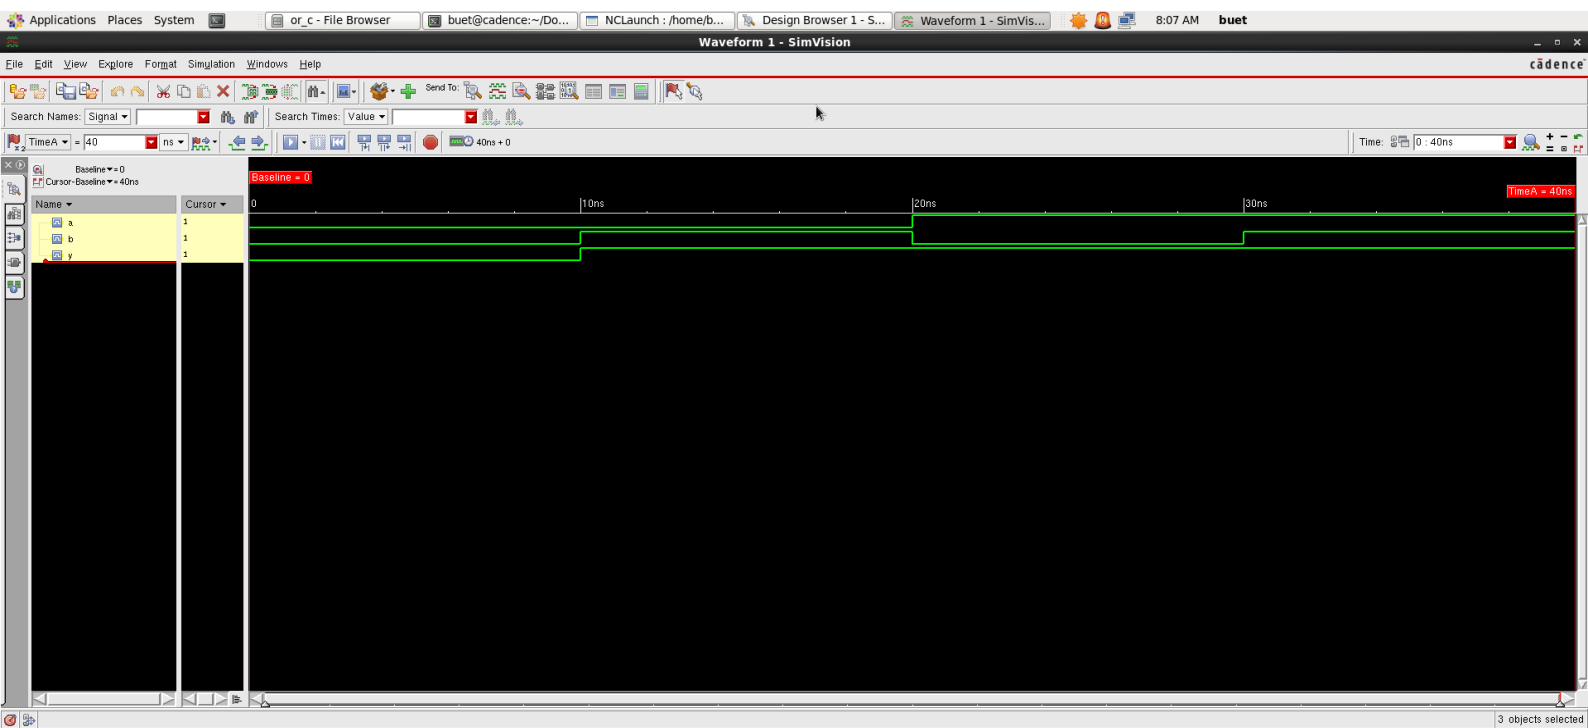 Applications Places System or_c - File Browser buet@cadence:~/Do... NCLaunch : /home/b... Design Browser 1 - S... Waveform 1 - SimVis... 8:07 AM buet
Waveform 1 - SimVision
File Edit View Explore Format Simulation Windows Help cādence
Send To:
Search Names: Signal Search Times: Value
TimeA = 40 ns 40ns + 0 Time: 0 : 40ns
Baseline = 0
Cursor-Baseline = 40ns
Baseline = 0
TimeA = 40ns
Name Cursor 0 10ns 20ns 30ns
a 1
b 1
y 1
3 objects selected